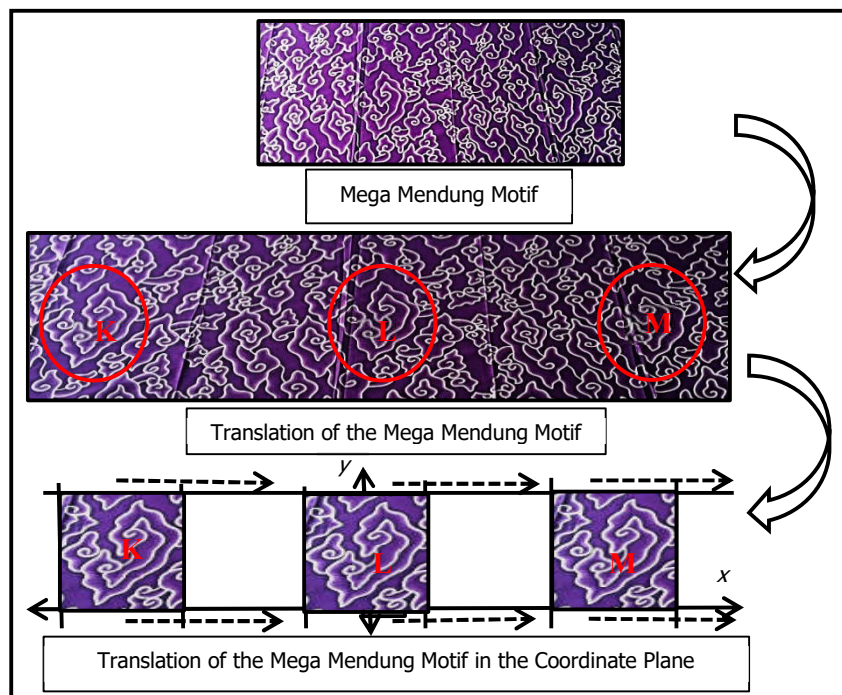 Mega Mendung Motif
K L M
Translation of the Mega Mendung Motif
y
K L M
x
Translation of the Mega Mendung Motif in the Coordinate Plane